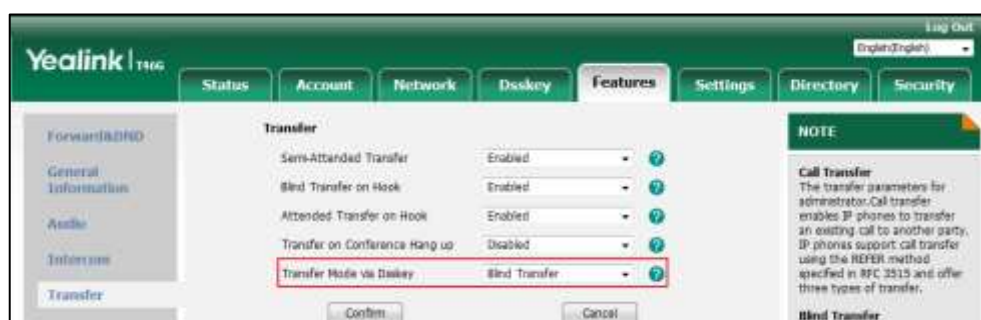 Log Out
Yealink T46G
English(English)
Status Account Network Dsskey Features Settings Directory Security
Forward&DND
General
Information
Audio
Intercom
Transfer
Transfer
Semi-Attended Transfer Enabled
Blind Transfer on Hook Enabled
Attended Transfer on Hook Enabled
Transfer on Conference Hang up Disabled
Transfer Mode via Dsskey Blind Transfer
Confirm Cancel
NOTE
Call Transfer
The transfer parameters for
administrator.Call transfer
enables IP phones to transfer
an existing call to another party.
IP phones support call transfer
using the REFER method
specified in RFC 3515 and offer
three types of transfer.
Blind Transfer